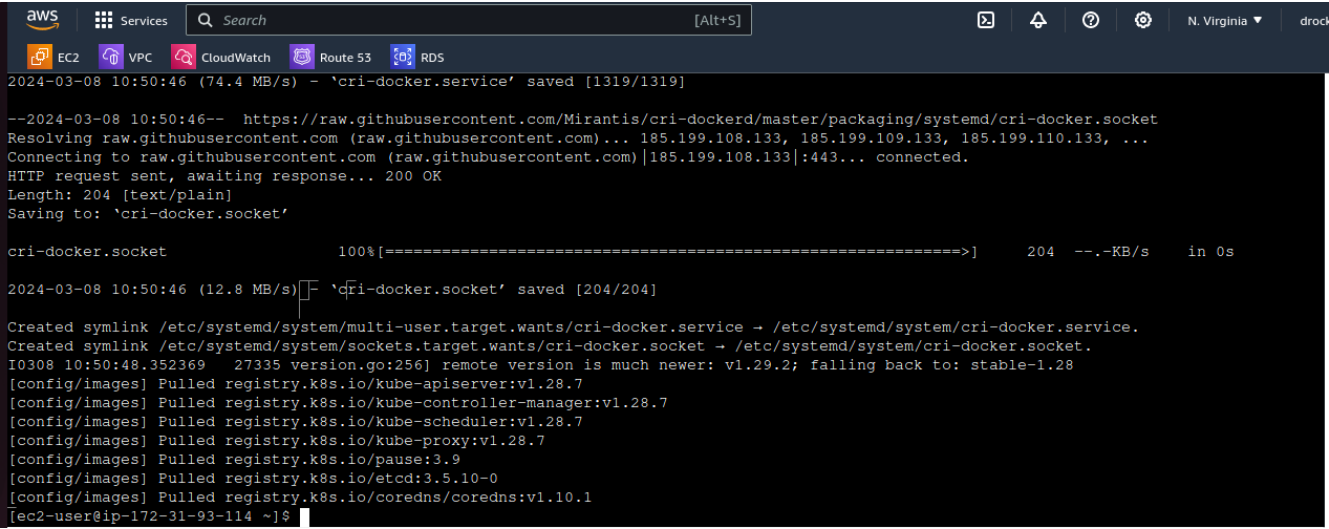 aws Services Search [Alt+S] N. Virginia ▼ drock
EC2 VPC CloudWatch Route 53 RDS
2024-03-08 10:50:46 (74.4 MB/s) - ‘cri-docker.service’ saved [1319/1319]
--2024-03-08 10:50:46--  https://raw.githubusercontent.com/Mirantis/cri-dockerd/master/packaging/systemd/cri-docker.socket
Resolving raw.githubusercontent.com (raw.githubusercontent.com)... 185.199.108.133, 185.199.109.133, 185.199.110.133, ...
Connecting to raw.githubusercontent.com (raw.githubusercontent.com)|185.199.108.133|:443... connected.
HTTP request sent, awaiting response... 200 OK
Length: 204 [text/plain]
Saving to: ‘cri-docker.socket’
cri-docker.socket 100%[=============================================================>] 204 --.-KB/s in 0s
2024-03-08 10:50:46 (12.8 MB/s) - ‘cri-docker.socket’ saved [204/204]
Created symlink /etc/systemd/system/multi-user.target.wants/cri-docker.service → /etc/systemd/system/cri-docker.service.
Created symlink /etc/systemd/system/sockets.target.wants/cri-docker.socket → /etc/systemd/system/cri-docker.socket.
I0308 10:50:48.352369   27335 version.go:256] remote version is much newer: v1.29.2; falling back to: stable-1.28
[config/images] Pulled registry.k8s.io/kube-apiserver:v1.28.7
[config/images] Pulled registry.k8s.io/kube-controller-manager:v1.28.7
[config/images] Pulled registry.k8s.io/kube-scheduler:v1.28.7
[config/images] Pulled registry.k8s.io/kube-proxy:v1.28.7
[config/images] Pulled registry.k8s.io/pause:3.9
[config/images] Pulled registry.k8s.io/etcd:3.5.10-0
[config/images] Pulled registry.k8s.io/coredns/coredns:v1.10.1
[ec2-user@ip-172-31-93-114 ~]$